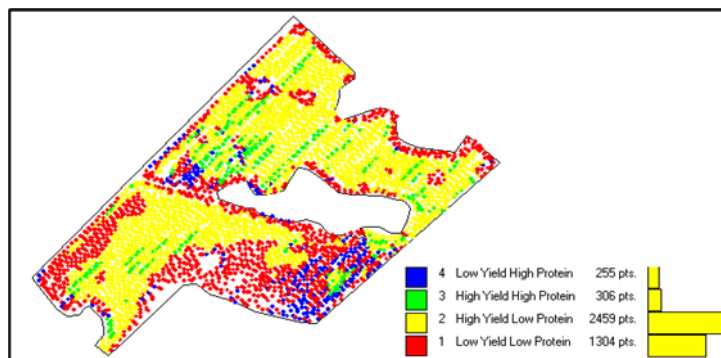 4 Low Yield High Protein 255 pts.
3 High Yield High Protein 306 pts.
2 High Yield Low Protein 2459 pts.
1 Low Yield Low Protein 1304 pts.